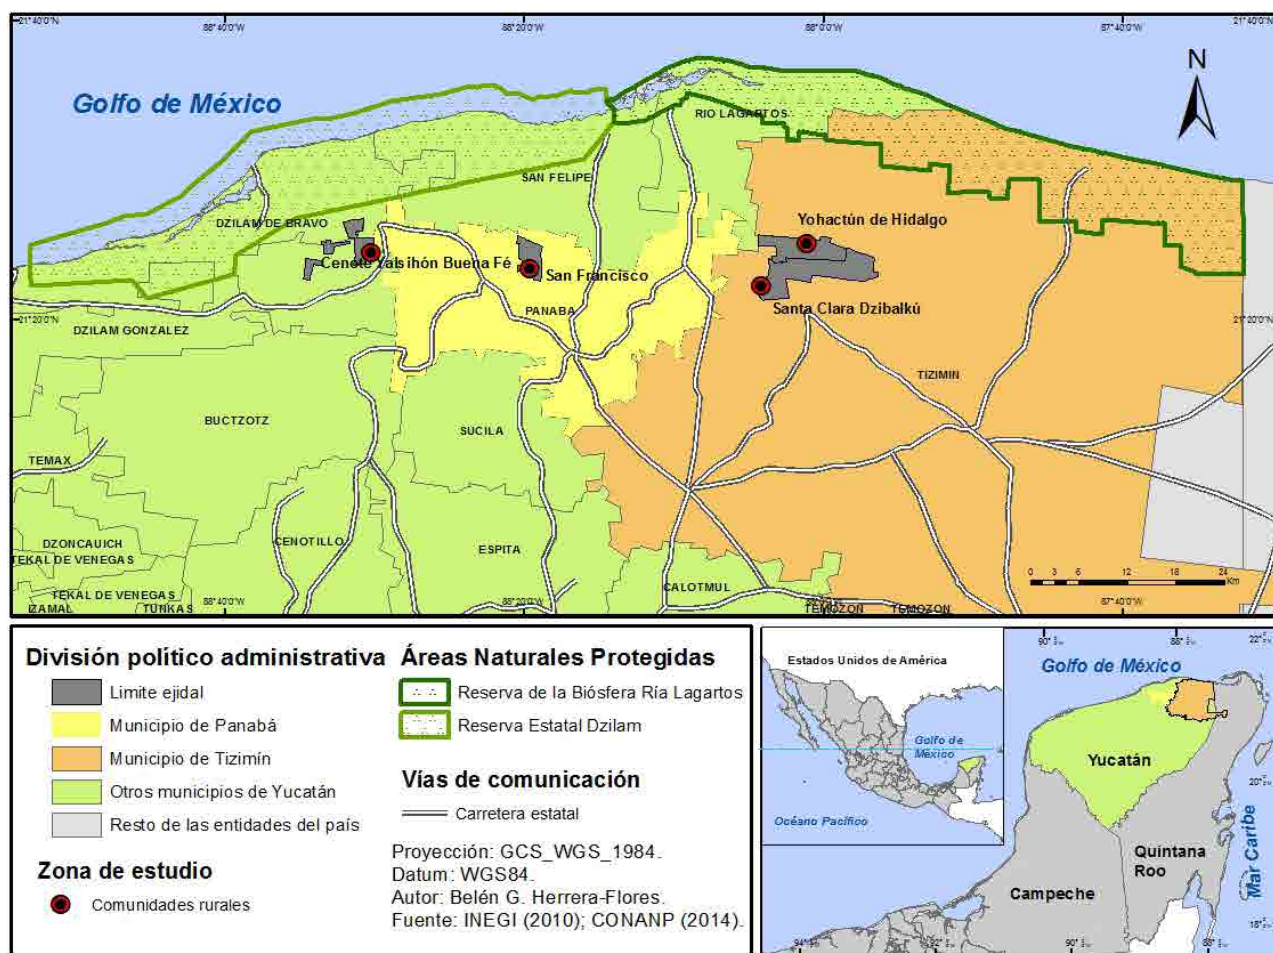 21°40'0"N
88°40'0"W
88°20'0"W
88°0'0"W
87°40'0"W
21°40'0"N
Golfo de México
N
RIO LAGARTOS
SAN FELIPE
DZILAM DE BRAVO
Yohactún de Hidalgo
Cenote Yalsihón Buena Fé
San Francisco
PANABA
Santa Clara Dzibalkú
21°20'0"N
21°20'0"N
DZILAM GONZALEZ
TIZIMIN
BUCTZOTZ
SUCILA
TEMAX
DZONCAUICH
CENOTILLO
ESPITA
TEKAL DE VENEGAS
CALOTMUL
0 3 6 12 18 24
Km
TEKAL DE VENEGAS
IZAMAL
TUNKAS
88°40'0"W
88°20'0"W
TEMOZON
TEMOZON
87°40'0"W
División político administrativa
Limite ejidal
Municipio de Panabá
Municipio de Tizimín
Otros municipios de Yucatán
Resto de las entidades del país
Zona de estudio
Comunidades rurales
Áreas Naturales Protegidas
Reserva de la Biósfera Ría Lagartos
Reserva Estatal Dzilam
Vías de comunicación
Carretera estatal
Proyección: GCS_WGS_1984.
Datum: WGS84.
Autor: Belén G. Herrera-Flores.
Fuente: INEGI (2010); CONANP (2014).
Estados Unidos de América
Golfo de
México
Océano Pacífico
Golfo de México
Yucatán
Quintana
Roo
Campeche
Mar Caribe